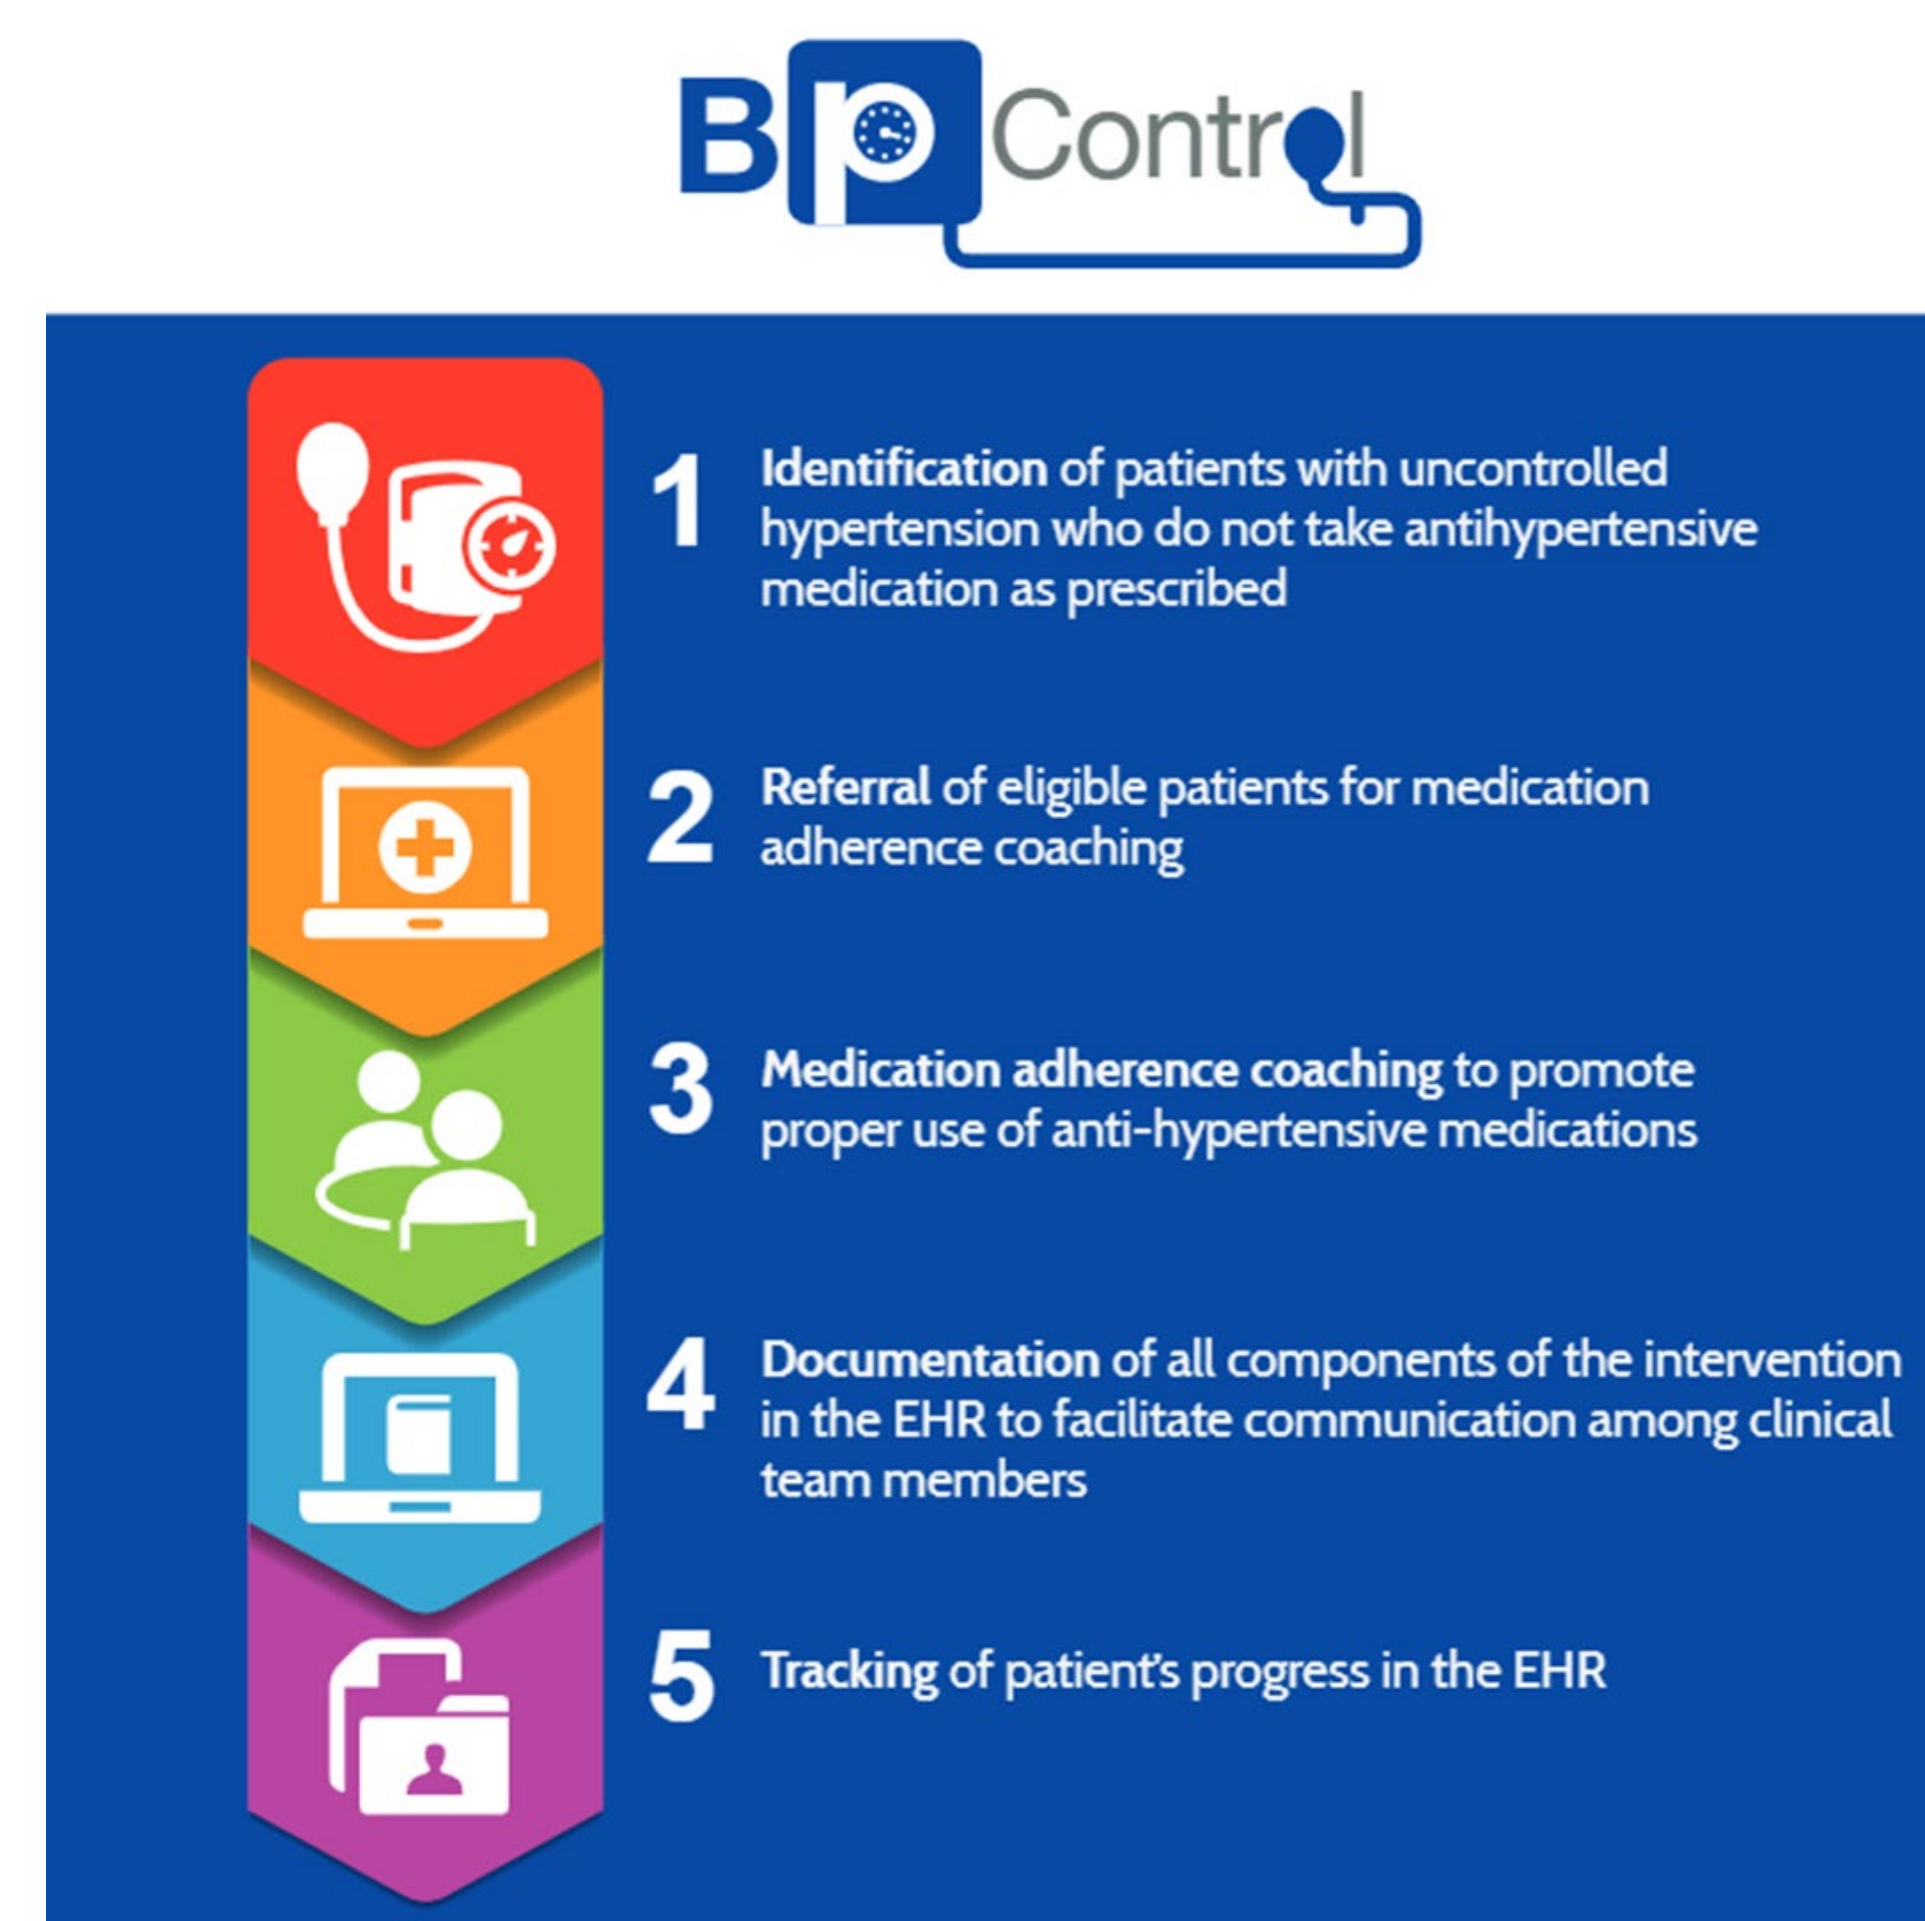 Bp Control
1 Identification of patients with uncontrolled
hypertension who do not take antihypertensive
medication as prescribed
2 Referral of eligible patients for medication
adherence coaching
3 Medication adherence coaching to promote
proper use of anti-hypertensive medications
4 Documentation of all components of the intervention
in the EHR to facilitate communication among clinical
team members
5 Tracking of patient's progress in the EHR